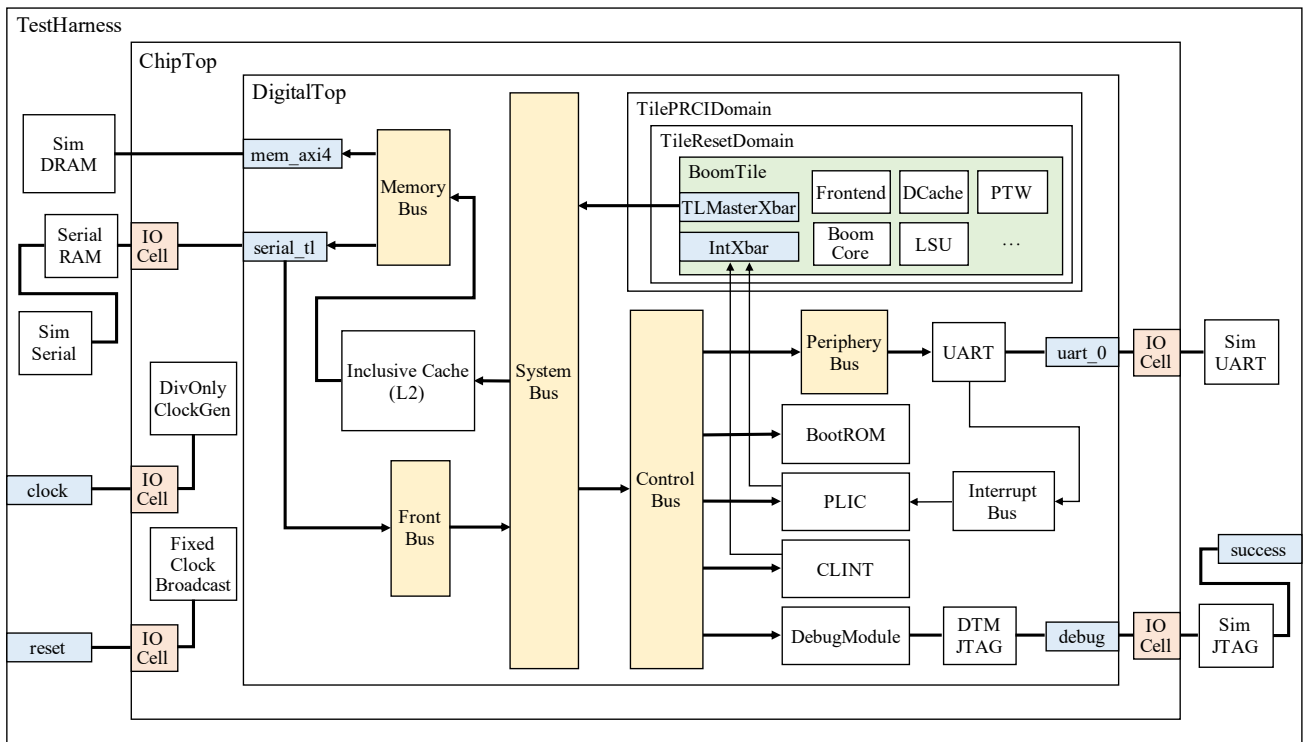 TestHarness
ChipTop
DigitalTop
Sim
DRAM
mem_axi4
Memory
Bus
Serial
RAM
IO
Cell
serial_tl
Sim
Serial
Inclusive Cache
(L2)
System
Bus
DivOnly
ClockGen
clock
IO
Cell
Front
Bus
Fixed
Clock
Broadcast
reset
IO
Cell
TilePRCIDomain
TileResetDomain
BoomTile
TLMasterXbar
IntXbar
Frontend
DCache
PTW
Boom
Core
LSU
...
Control
Bus
Periphery
Bus
UART
uart_0
IO
Cell
Sim
UART
BootROM
PLIC
Interrupt
Bus
CLINT
DebugModule
DTM
JTAG
debug
IO
Cell
Sim
JTAG
success